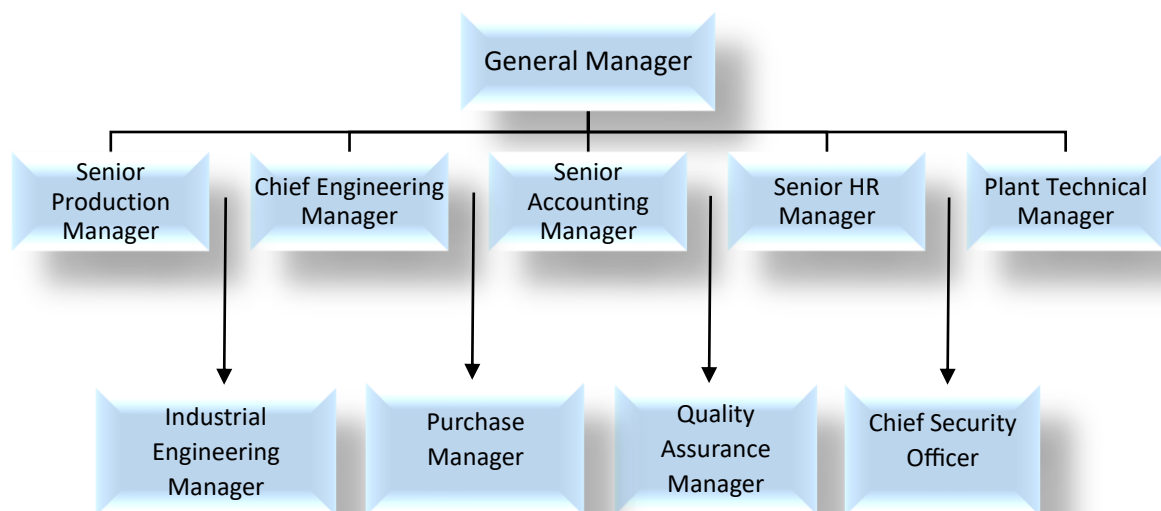 General Manager
Senior
Production
Manager
Chief Engineering
Manager
Senior
Accounting
Manager
Senior HR
Manager
Plant Technical
Manager
Industrial
Engineering
Manager
Purchase
Manager
Quality
Assurance
Manager
Chief Security
Officer